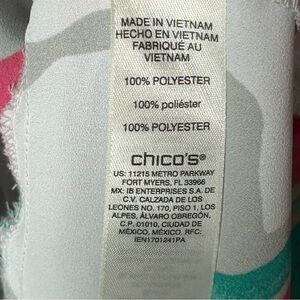 MADE IN VIETNAM
HECHO EN VIETNAM
FABRIQUÉ AU
VIETNAM
100% POLYESTER
100% poliéster
100% POLYESTER
chico's®
US: 11215 METRO PARKWAY
FORT MYERS, FL 33966
MX: IB ENTERPRISES S.A. DE
C.V. CALZADA DE LOS
LEONES NO. 170, PISO 1. LOS
ALPES, ÁLVARO OBREGÓN,
C.P. 01010, CIUDAD DE
MÉXICO, MÉXICO, RFC:
IEN1701241PA